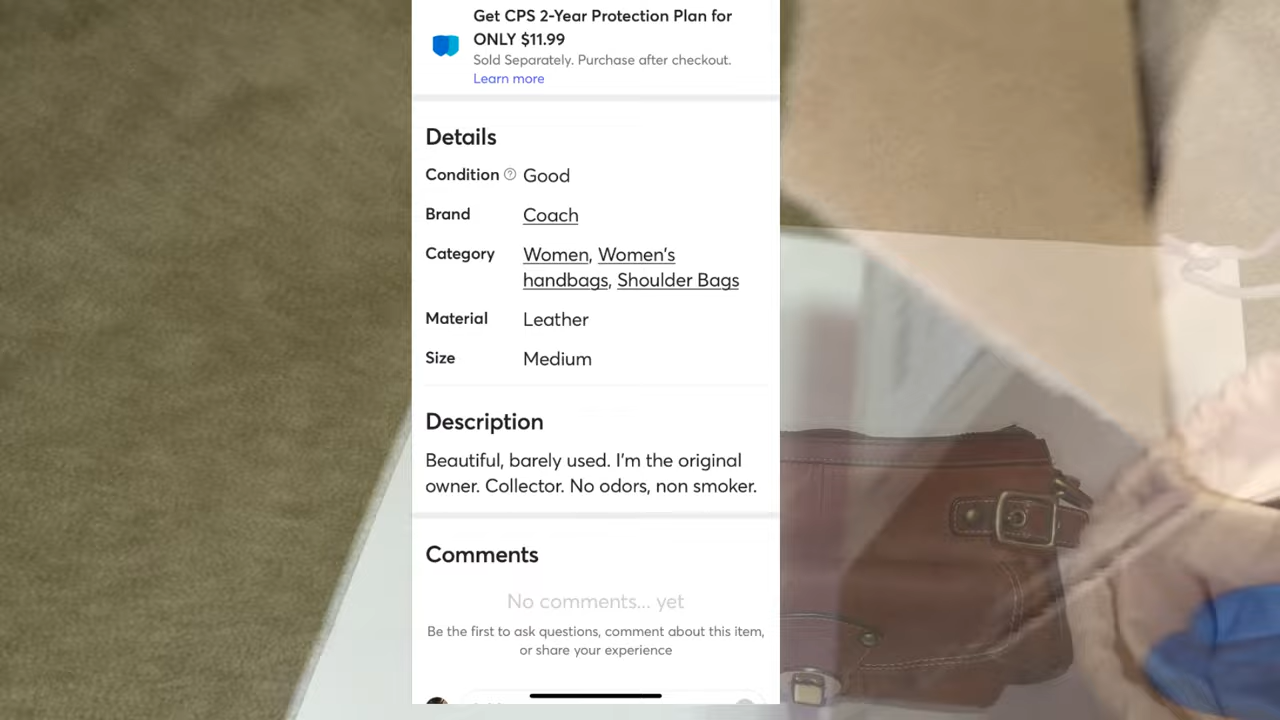 Get CPS 2-Year Protection Plan for
ONLY $11.99
Sold Separately. Purchase after checkout.
Learn more
Details
Condition ? Good
Brand Coach
Category Women, Women's
handbags, Shoulder Bags
Material Leather
Size Medium
Description
Beautiful, barely used. I'm the original
owner. Collector. No odors, non smoker.
Comments
No comments... yet
Be the first to ask questions, comment about this item,
or share your experience